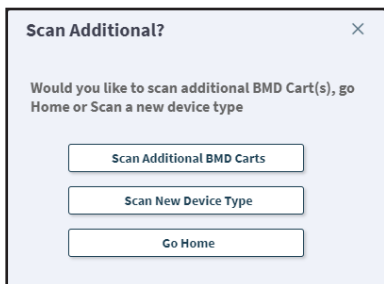 Scan Additional?
Would you like to scan additional BMD Cart(s), go
Home or Scan a new device type
Scan Additional BMD Carts
Scan New Device Type
Go Home